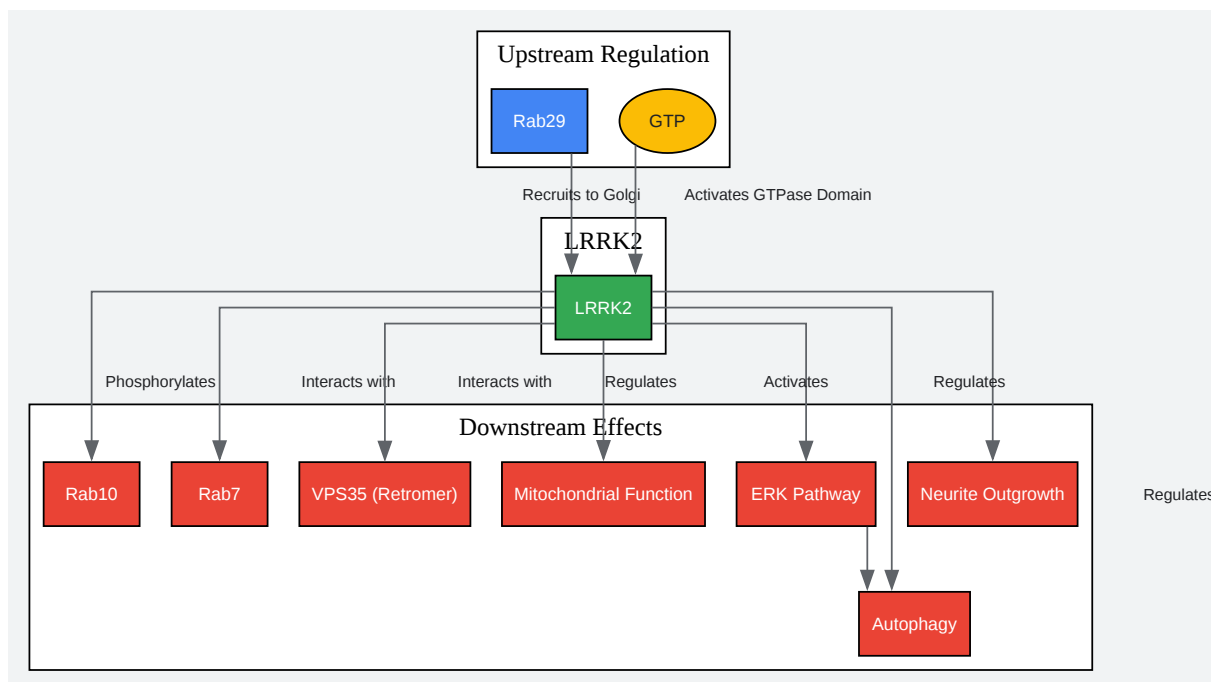 Upstream Regulation
Rab29
GTP
Recruits to Golgi
Activates GTPase Domain
LRRK2
LRRK2
Phosphorylates
Interacts with
Interacts with
Regulates
Activates
Regulates
Downstream Effects
Rab10
Rab7
VPS35 (Retromer)
Mitochondrial Function
ERK Pathway
Neurite Outgrowth
Regulates
Autophagy